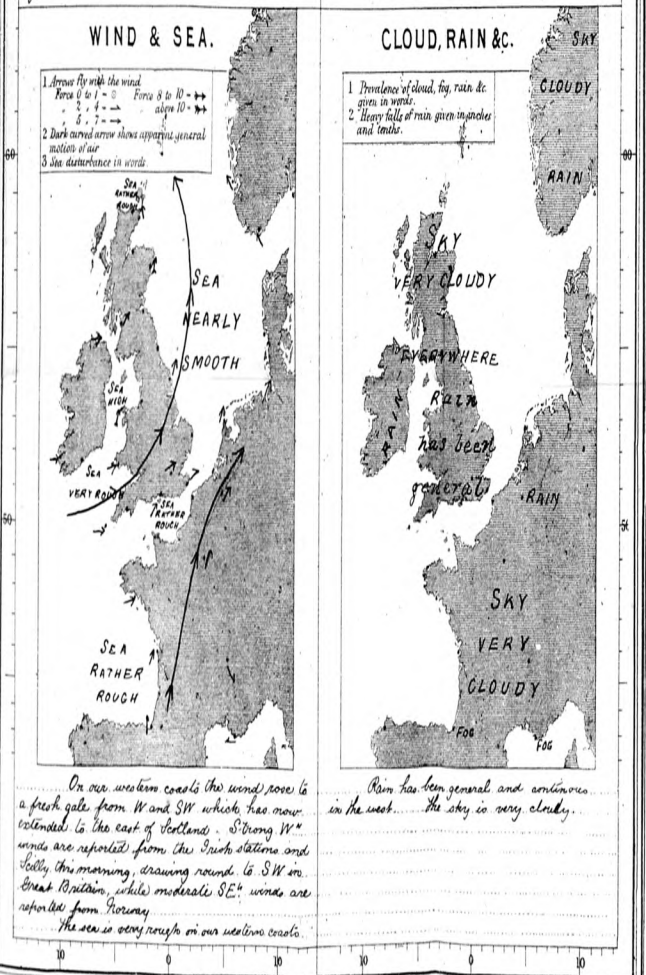 WIND & SEA.
1 Arrows fly with the wind
Force 0 to 1 - Force 8 to 10 -
" 2 " 4 - above 10 -
" 5 " 7 -
2 Dark curved arrow shows apparent general
motion of air
3 Sea disturbance in words.
60
SEA
RATHER
ROUGH
SEA
NEARLY
SMOOTH
SEA
HIGH
SEA
VERY ROUGH
SEA
RATHER
ROUGH
50
SEA
RATHER
ROUGH
On our western coasts the wind rose to
a fresh gale from W and SW which has now
extended to the east of Scotland. Strong Wly
winds are reported from the Irish stations and
Scilly this morning, drawing round to SW in
Great Britain, while moderate SEly winds are
reported from Norway
The sea is very rough on our western coasts.
10 0 10
CLOUD, RAIN &c.
1 Prevalence of cloud, fog, rain &c.
given in words.
2 Heavy falls of rain given in inches
and tenths.
SKY
CLOUDY
60
RAIN
SKY
VERY CLOUDY
EVERYWHERE
RAIN
Rain
has been
general
RAIN
50
SKY
VERY
CLOUDY
FOG
FOG
Rain has been general and continous
in the west. The sky is very cloudy.
10 0 10